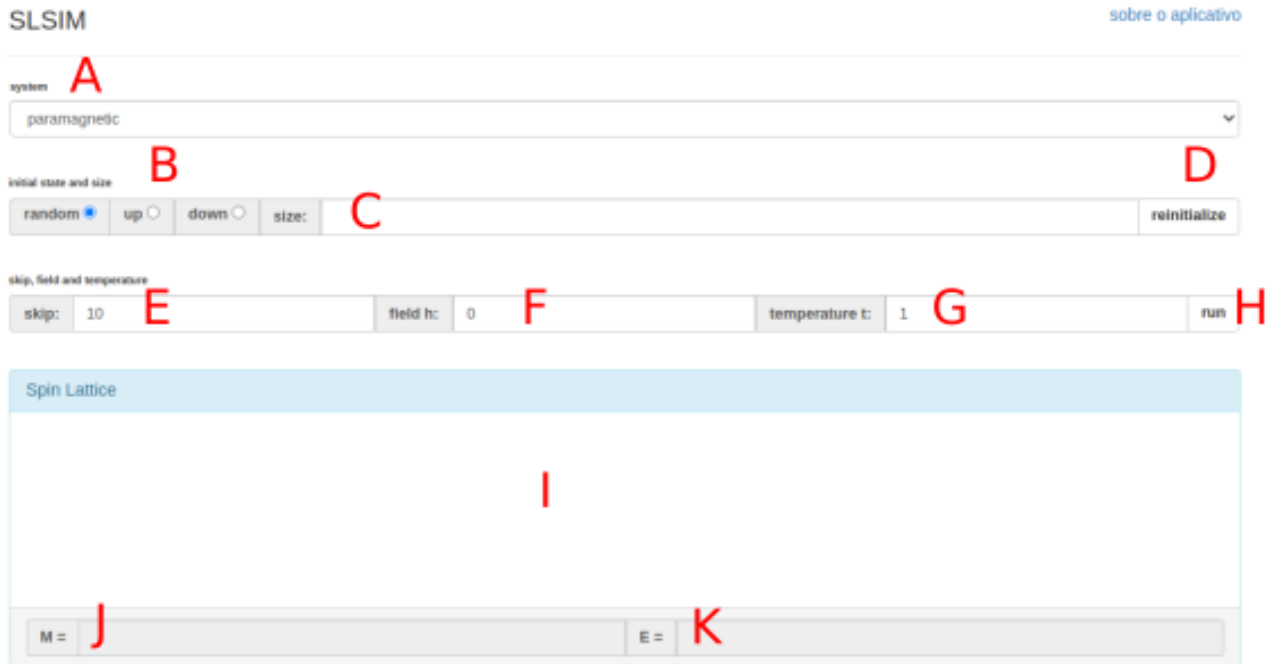 SLSIM sobre o aplicativo
A
system
paramagnetic
B D
initial state and size
random up down size: C reinitialize
skip, field and temperature
skip: 10 E field h: 0 F temperature t: 1 G run H
Spin Lattice
I
M = J E = K